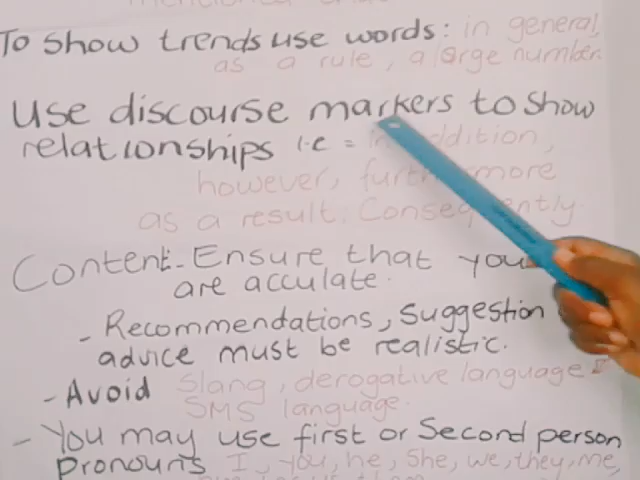 To show trends use words: in general,
as a rule, a large number.
Use discourse markers to show
relationships i.e = in addition,
however, furthermore
as a result. Consequently.
Content:- Ensure that you
are acculate.
- Recommendations, Suggestion
advice must be realistic.
- Avoid Slang, derogative language
SMS language.
- You may use first or Second person
pronouns I, you, he, She, we, they, me,